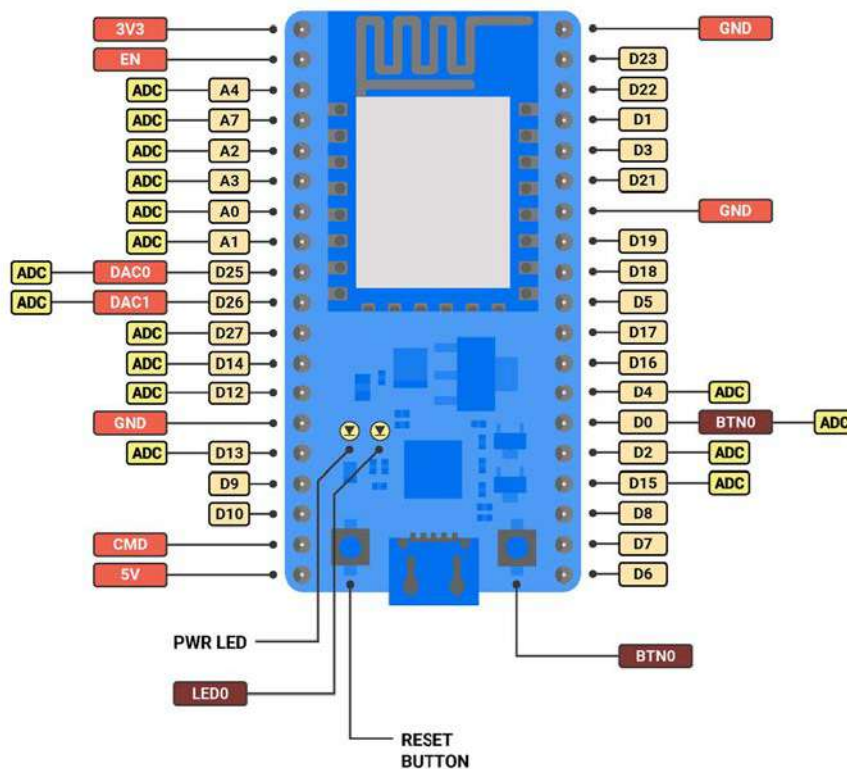 3V3 GND
EN D23
ADC A4 D22
ADC A7 D1
ADC A2 D3
ADC A3 D21
ADC A0 GND
ADC A1 D19
ADC DAC0 D25 D18
ADC DAC1 D26 D5
ADC D27 D17
ADC D14 D16
ADC D12 D4 ADC
GND D0 BTN0 ADC
ADC D13 D2 ADC
D9 D15 ADC
D10 D8
CMD D7
5V D6
PWR LED
BTN0
LED0
RESET
BUTTON